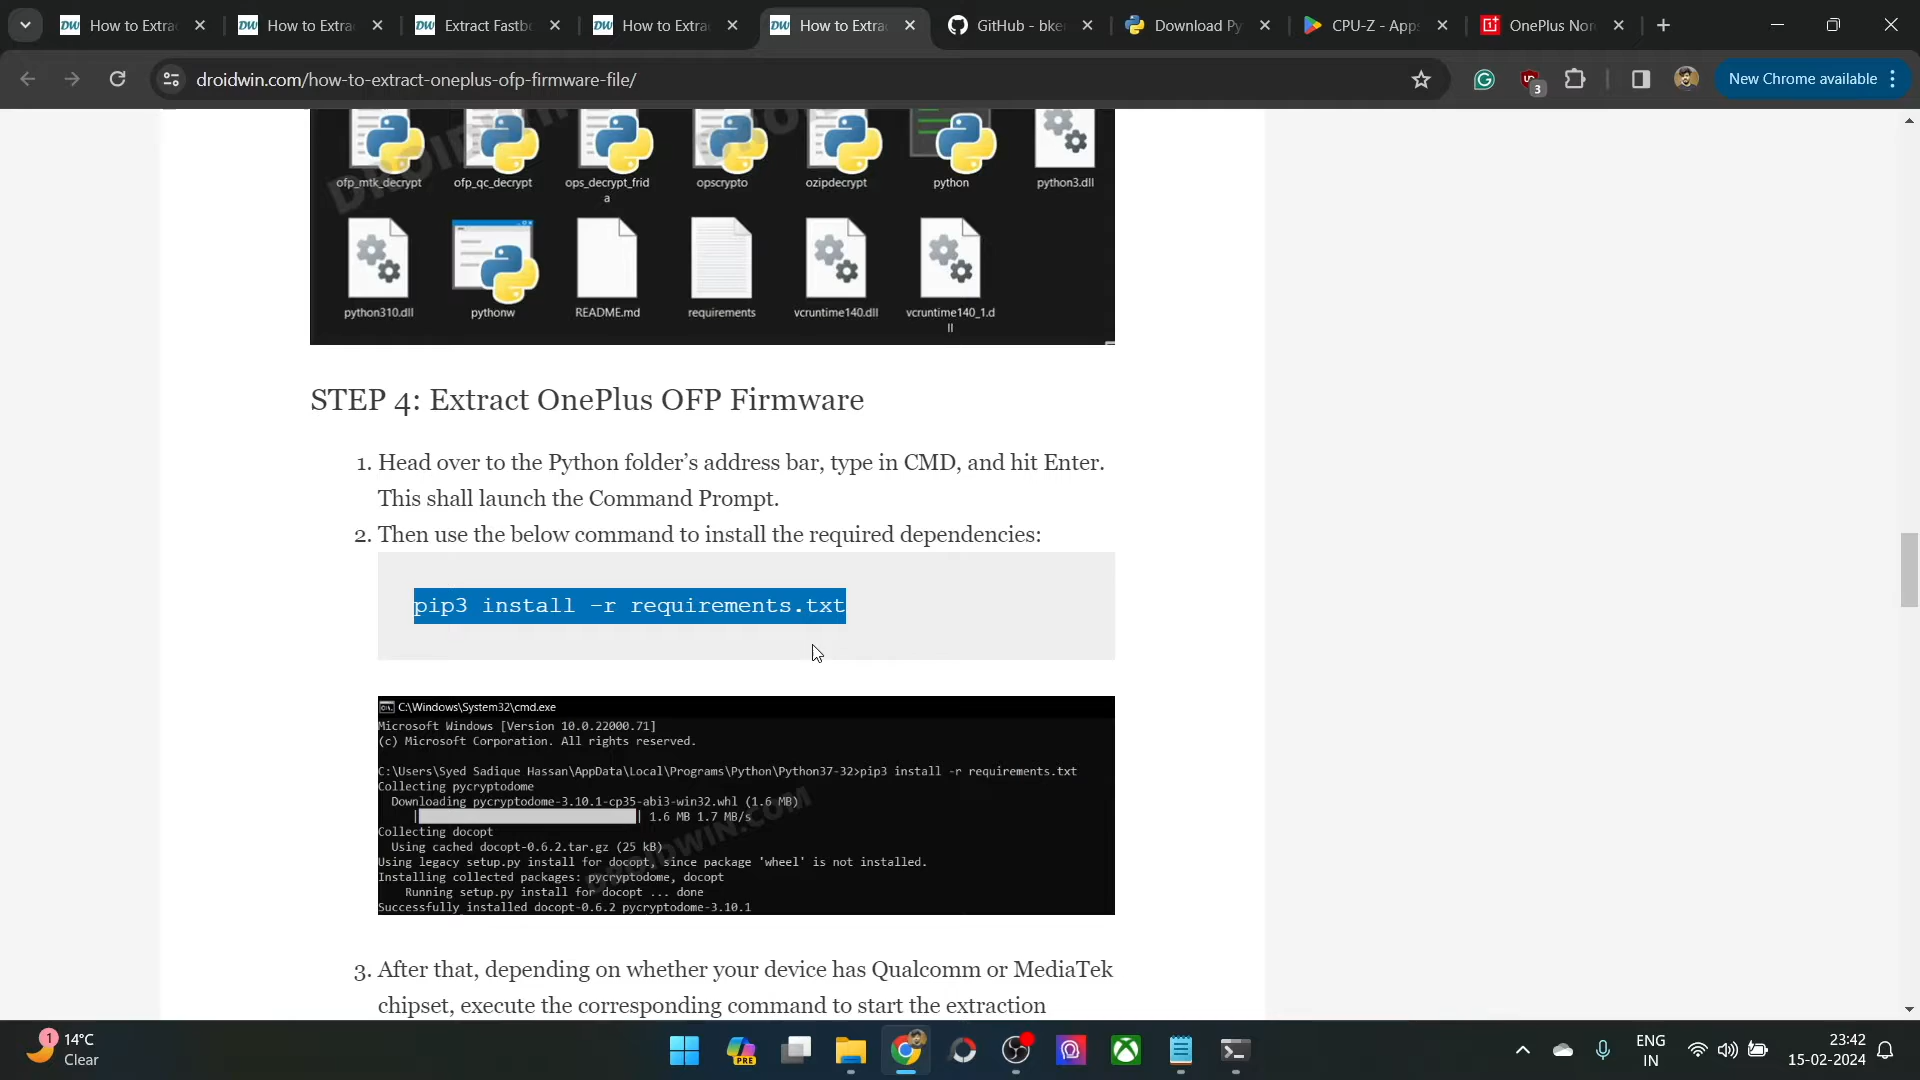 How to Extra
How to Extra
Extract Fastbo
How to Extra
How to Extra
GitHub - bke
Download Py
CPU-Z - Apps
OnePlus Nor
droidwin.com/how-to-extract-oneplus-ofp-firmware-file/
3
New Chrome available
ofp_mtk_decrypt
ofp_qc_decrypt
ops_decrypt_frid
a
opscrypto
ozipdecrypt
python
python3.dll
python310.dll
pythonw
README.md
requirements
vcruntime140.dll
vcruntime140_1.d
ll
STEP 4: Extract OnePlus OFP Firmware
1. Head over to the Python folder’s address bar, type in CMD, and hit Enter.
This shall launch the Command Prompt.
2. Then use the below command to install the required dependencies:
pip3 install -r requirements.txt
C:\Windows\System32\cmd.exe
Microsoft Windows [Version 10.0.22000.71]
(c) Microsoft Corporation. All rights reserved.
C:\Users\Syed Sadique Hassan\AppData\Local\Programs\Python\Python37-32>pip3 install -r requirements.txt
Collecting pycryptodome
Downloading pycryptodome-3.10.1-cp35-abi3-win32.whl (1.6 MB)
| | 1.6 MB 1.7 MB/s
Collecting docopt
Using cached docopt-0.6.2.tar.gz (25 kB)
Using legacy setup.py install for docopt, since package 'wheel' is not installed.
Installing collected packages: pycryptodome, docopt
Running setup.py install for docopt ... done
Successfully installed docopt-0.6.2 pycryptodome-3.10.1
DROIDWIN.COM
3. After that, depending on whether your device has Qualcomm or MediaTek
chipset, execute the corresponding command to start the extraction
1
14°C
Clear
PRE
ENG
IN
23:42
15-02-2024